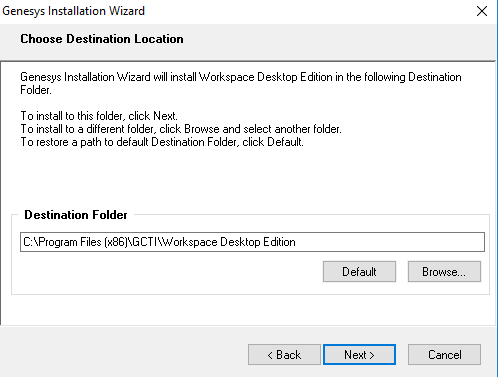 Genesys Installation Wizard
Choose Destination Location
Genesys Installation Wizard will install Workspace Desktop Edition in the following Destination
Folder.
To install to this folder, click Next.
To install to a different folder, click Browse and select another folder.
To restore a path to default Destination Folder, click Default.
Destination Folder
C:\Program Files (x86)\GCTI\Workspace Desktop Edition
Default Browse...
< Back Next > Cancel